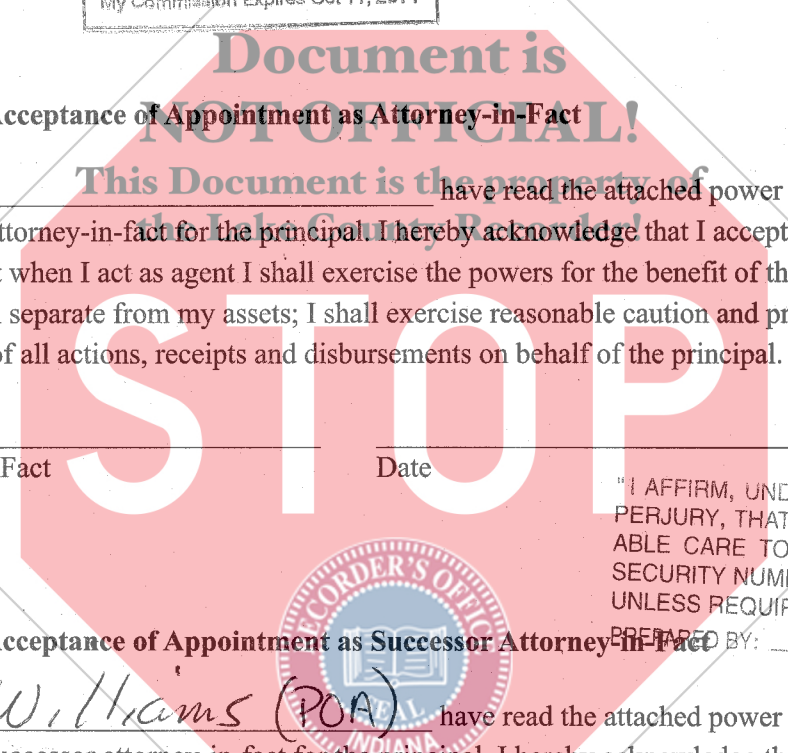 My Commission Expires Oct 11, 2014
Document is
NOT OFFICIAL!
Acceptance of Appointment as Attorney-in-Fact
This Document is the property of
the Lake County Recorder!
have read the attached power
ttorney-in-fact for the principal. I hereby acknowledge that I accept
t when I act as agent I shall exercise the powers for the benefit of th
separate from my assets; I shall exercise reasonable caution and pr
of all actions, receipts and disbursements on behalf of the principal.
STOP
Fact Date
"I AFFIRM, UND
PERJURY, THAT
ABLE CARE TO
SECURITY NUM
UNLESS REQUIR
PREPARED BY:
RECORDER'S OFFICE
SEAL
INDIANA
Acceptance of Appointment as Successor Attorney-in-Fact
Williams (POA) have read the attached power